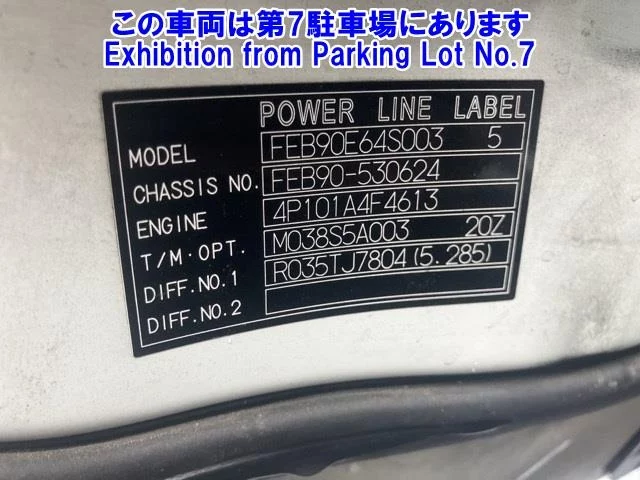 この車両は第7駐車場にあります
Exhibition from Parking Lot No.7
POWER LINE LABEL
MODEL FEB90E64S003 5
CHASSIS NO. FEB90-530624
ENGINE 4P101A4F4613
T/M·OPT. M038S5A003 20Z
DIFF.NO.1 R035TJ7804(5.285)
DIFF.NO.2